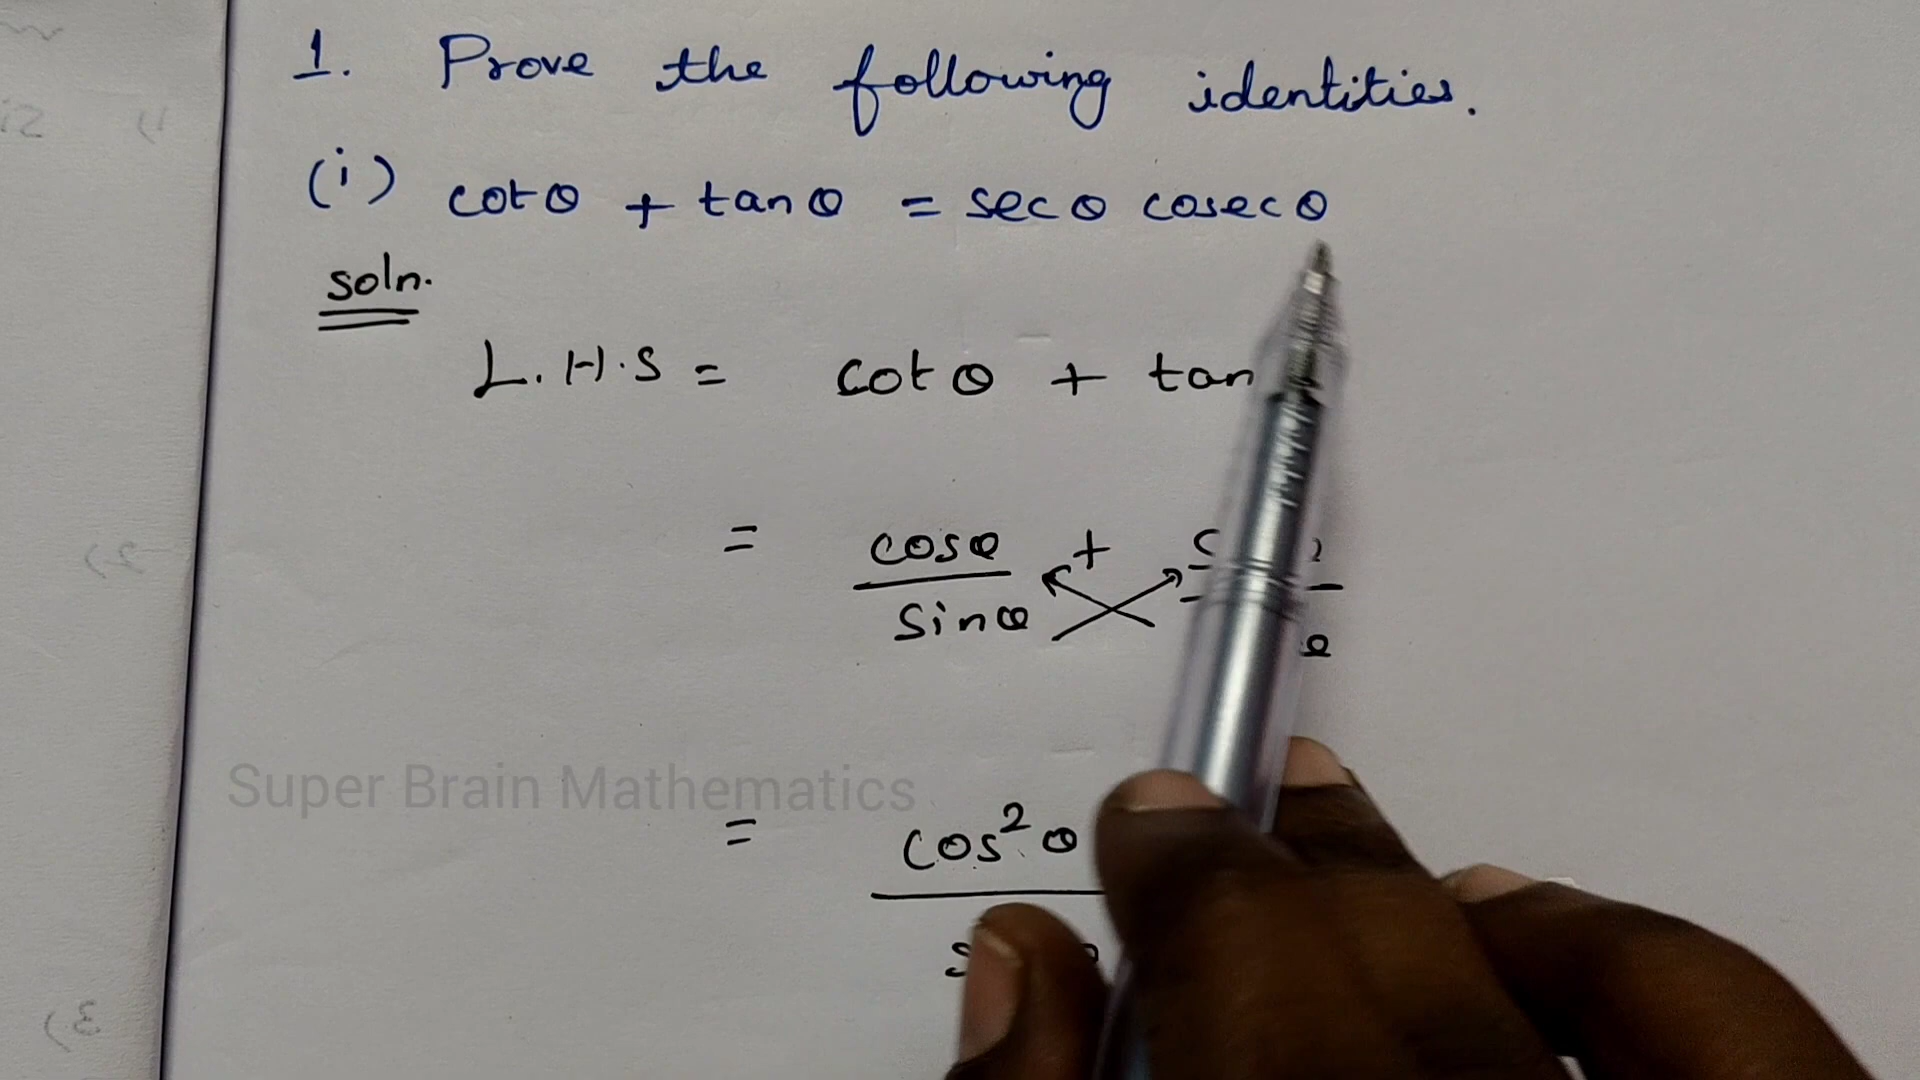 1. Prove the following identities.
(i) cotθ + tanθ = secθ cosecθ
soln.
L.H.S = cotθ + tan
= cosθ / sinθ +
Super Brain Mathematics
= cos²θ